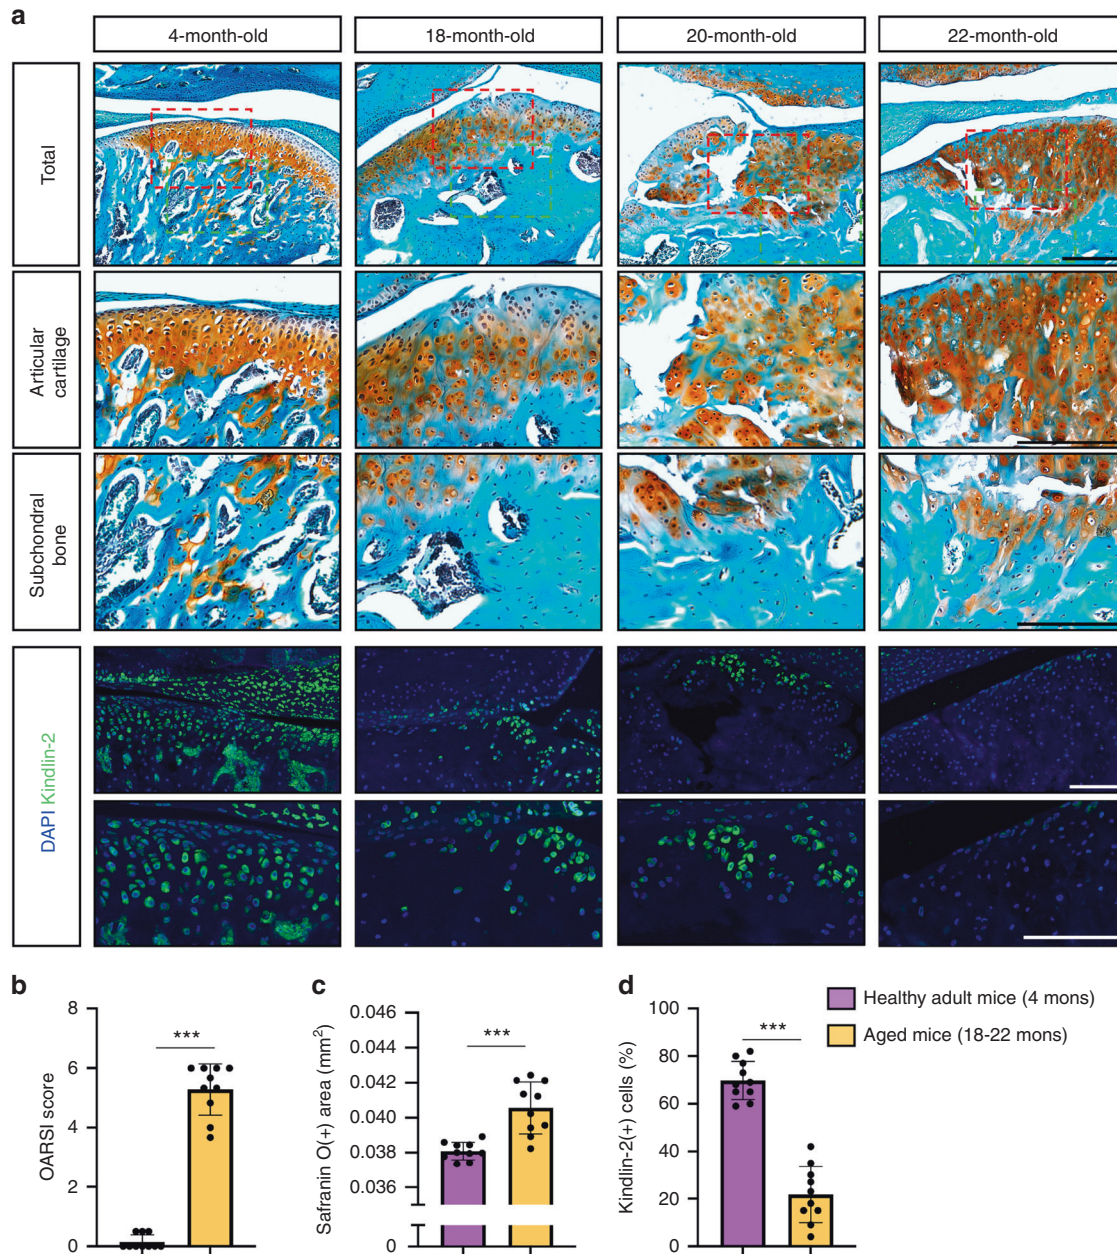 a
4-month-old
18-month-old
20-month-old
22-month-old
Total
Articular
cartilage
Subchondral
bone
DAPI Kindlin-2
b
OARSI score
8
6
4
2
0
***
c
Safranin O(+) area (mm²)
0.046
0.044
0.042
0.040
0.038
0.036
0
***
d
Kindlin-2(+) cells (%)
100
80
60
40
20
0
***
Healthy adult mice (4 mons)
Aged mice (18-22 mons)